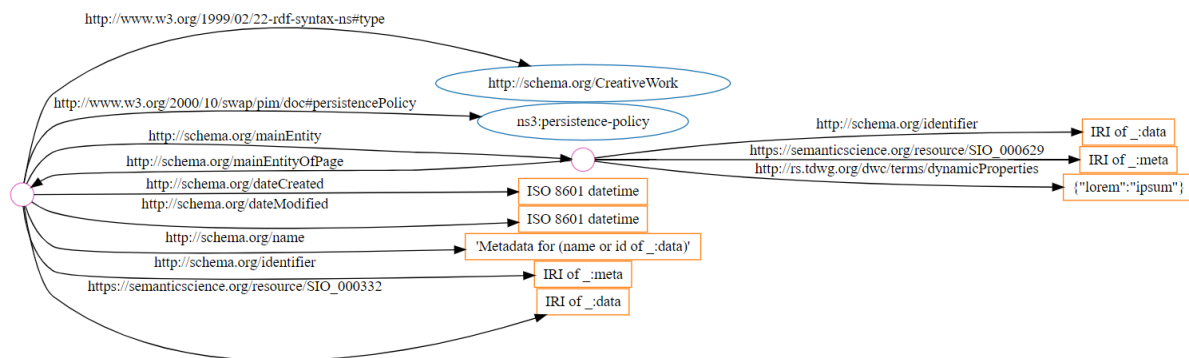 http://www.w3.org/1999/02/22-rdf-syntax-ns#type
http://schema.org/CreativeWork
http://www.w3.org/2000/10/swap/pim/doc#persistencePolicy
ns3:persistence-policy
http://schema.org/mainEntity
http://schema.org/mainEntityOfPage
http://schema.org/identifier
IRI of _:data
https://semanticscience.org/resource/SIO_000629
IRI of _:meta
http://rs.tdwg.org/dwc/terms/dynamicProperties
{"lorem":"ipsum"}
http://schema.org/dateCreated
ISO 8601 datetime
http://schema.org/dateModified
ISO 8601 datetime
http://schema.org/name
'Metadata for (name or id of _:data)'
http://schema.org/identifier
IRI of _:meta
https://semanticscience.org/resource/SIO_000332
IRI of _:data